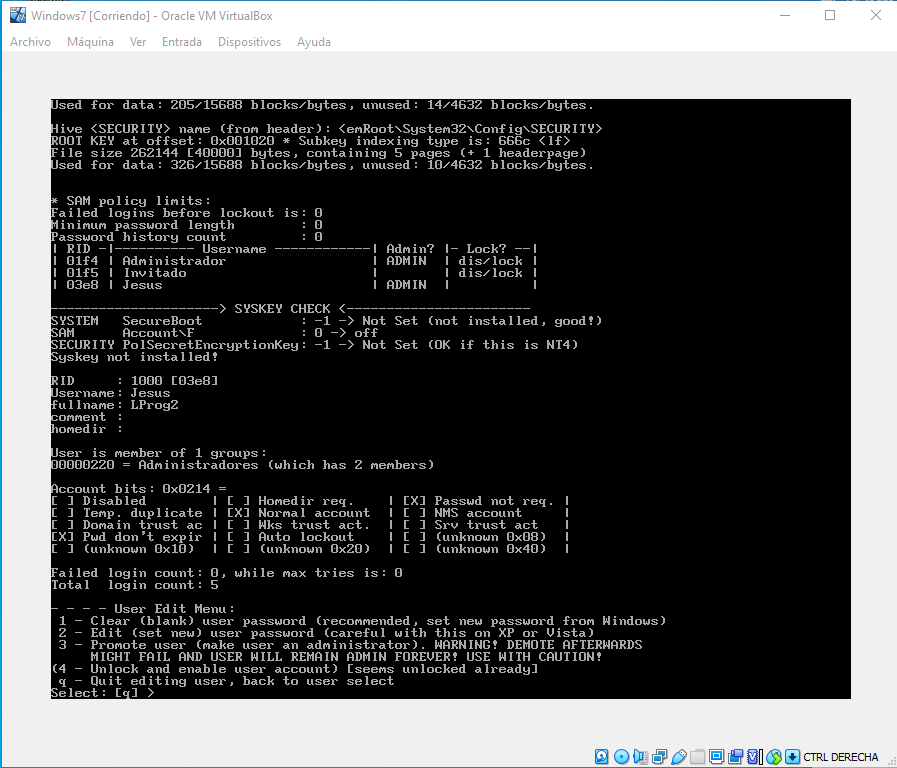 Windows7 [Corriendo] - Oracle VM VirtualBox
Archivo Máquina Ver Entrada Dispositivos Ayuda
Used for data: 205/15688 blocks/bytes, unused: 14/4632 blocks/bytes.
Hive <SECURITY> name (from header): <emRoot\System32\Config\SECURITY>
ROOT KEY at offset: 0x001020 * Subkey indexing type is: 666c <lf>
File size 262144 [40000] bytes, containing 5 pages (+ 1 headerpage)
Used for data: 326/15688 blocks/bytes, unused: 10/4632 blocks/bytes.
* SAM policy limits:
Failed logins before lockout is: 0
Minimum password length : 0
Password history count : 0
| RID -|---------- Username ------------| Admin? |- Lock? --|
| 01f4 | Administrador | ADMIN | dis/lock |
| 01f5 | Invitado | | dis/lock |
| 03e8 | Jesus | ADMIN | |
---------------------> SYSKEY CHECK <-----------------------
SYSTEM SecureBoot : -1 -> Not Set (not installed, good!)
SAM Account\F : 0 -> off
SECURITY PolSecretEncryptionKey: -1 -> Not Set (OK if this is NT4)
Syskey not installed!
RID : 1000 [03e8]
Username: Jesus
fullname: LProg2
comment :
homedir :
User is member of 1 groups:
00000220 = Administradores (which has 2 members)
Account bits: 0x0214 =
[ ] Disabled | [ ] Homedir req. | [X] Passwd not req. |
[ ] Temp. duplicate | [X] Normal account | [ ] NMS account |
[ ] Domain trust ac | [ ] Wks trust act. | [ ] Srv trust act |
[X] Pwd don't expir | [ ] Auto lockout | [ ] (unknown 0x08) |
[ ] (unknown 0x10) | [ ] (unknown 0x20) | [ ] (unknown 0x40) |
Failed login count: 0, while max tries is: 0
Total login count: 5
- - - - User Edit Menu:
1 - Clear (blank) user password (recommended, set new password from Windows)
2 - Edit (set new) user password (careful with this on XP or Vista)
3 - Promote user (make user an administrator). WARNING! DEMOTE AFTERWARDS
MIGHT FAIL AND USER WILL REMAIN ADMIN FOREVER! USE WITH CAUTION!
(4 - Unlock and enable user account) [seems unlocked already]
q - Quit editing user, back to user select
Select: [q] >
CTRL DERECHA